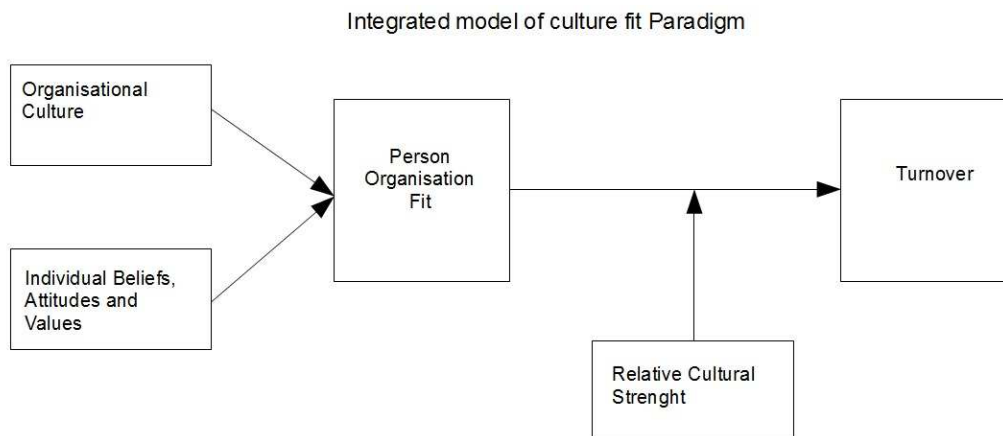 Integrated model of culture fit Paradigm
Organisational
Culture
Person
Organisation
Fit
Turnover
Individual Beliefs,
Attitudes and
Values
Relative Cultural
Strenght